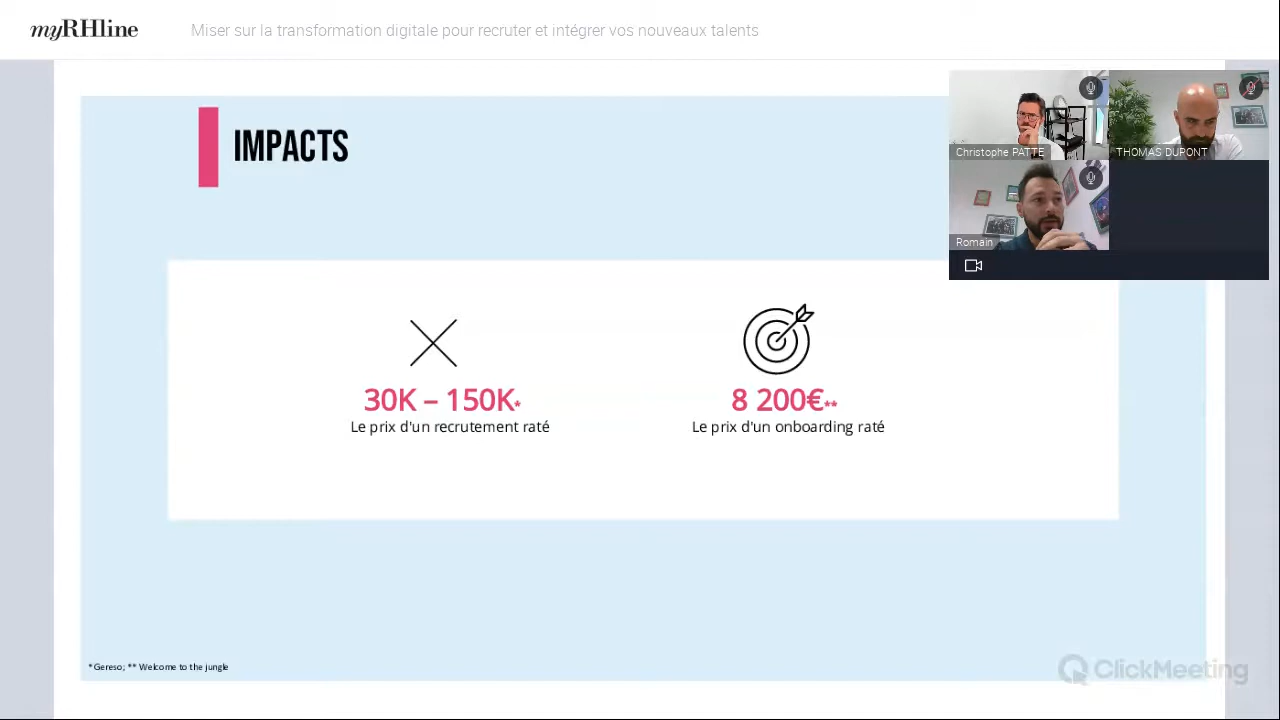 myRHline
Miser sur la transformation digitale pour recruter et intégrer vos nouveaux talents
IMPACTS
Christophe PATTE
THOMAS DUPONT
Romain
30K – 150K*
Le prix d'un recrutement raté
8 200€**
Le prix d'un onboarding raté
* Gereso; ** Welcome to the jungle
ClickMeeting